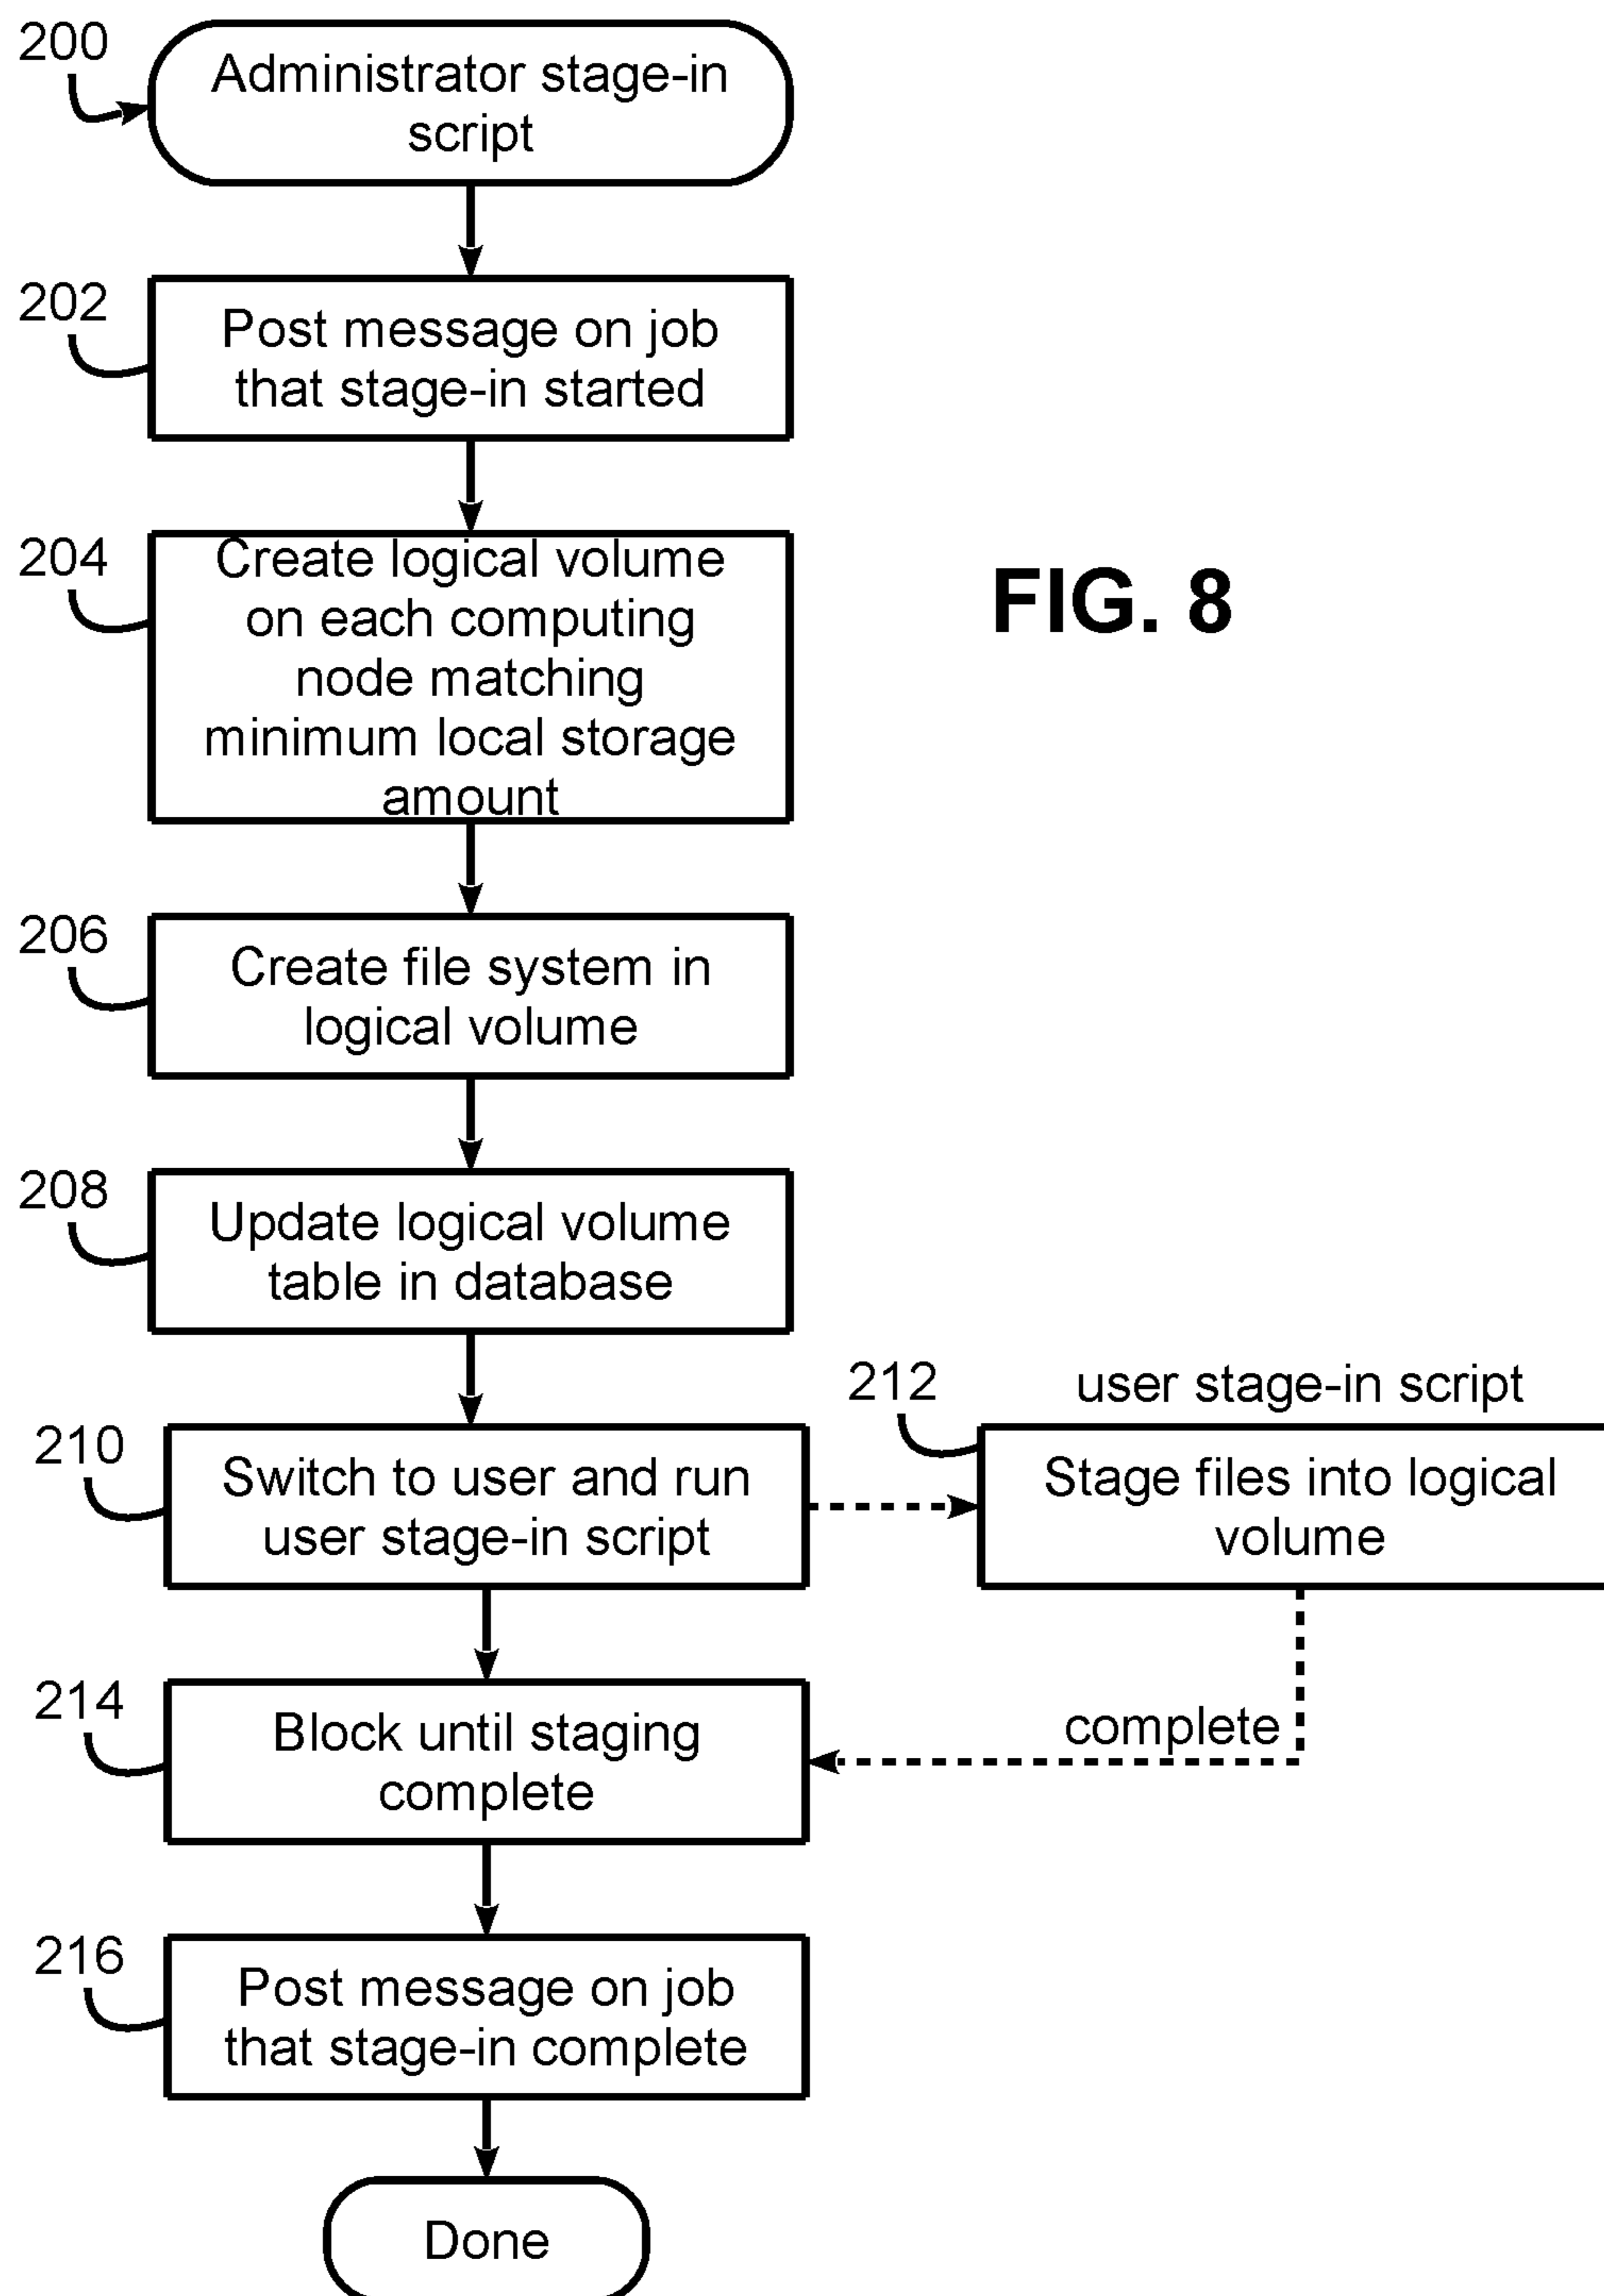 200
Administrator stage-in
script
202
Post message on job
that stage-in started
204
Create logical volume
on each computing
node matching
minimum local storage
amount
FIG. 8
206
Create file system in
logical volume
208
Update logical volume
table in database
210
Switch to user and run
user stage-in script
212
user stage-in script
Stage files into logical
volume
214
Block until staging
complete
complete
216
Post message on job
that stage-in complete
Done